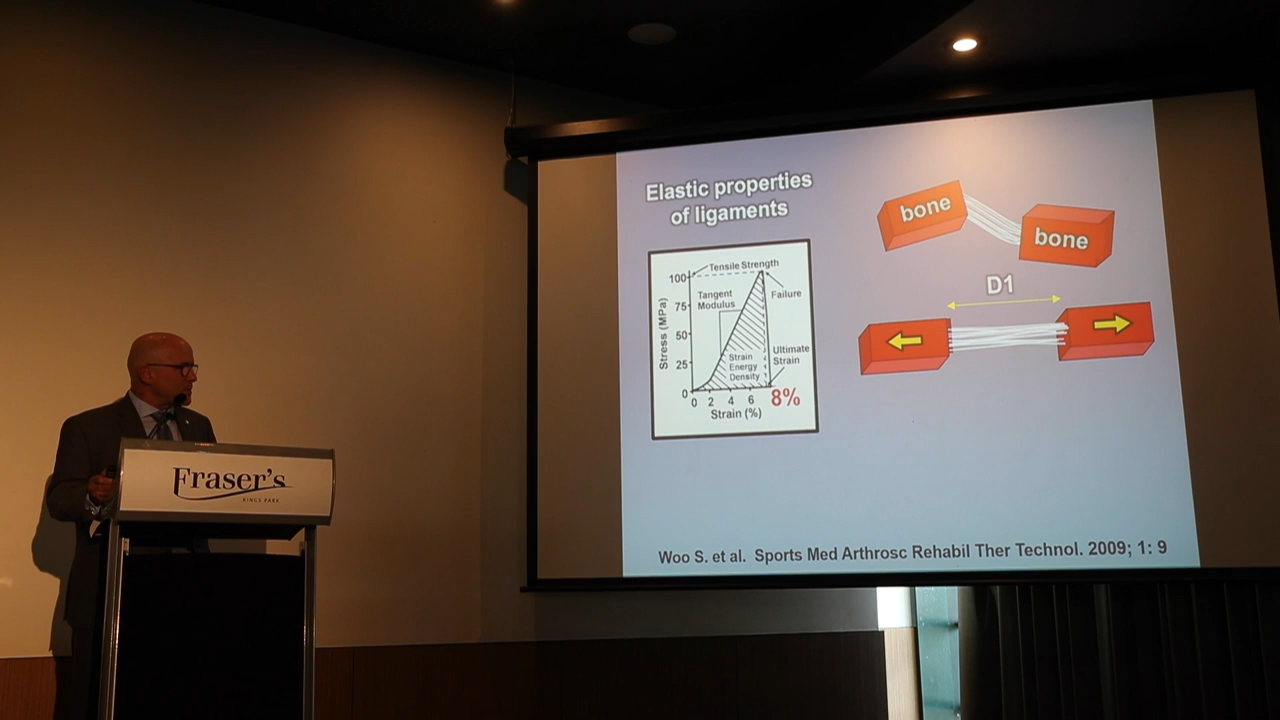 Elastic properties
of ligaments
bone
bone
D1
Tensile Strength
100
75
50
25
0
Stress (MPa)
Tangent
Modulus
Failure
Strain
Energy
Density
Ultimate
Strain
0 2 4 6 8%
Strain (%)
Woo S. et al. Sports Med Arthrosc Rehabil Ther Technol. 2009; 1: 9
Fraser's
KINGS PARK